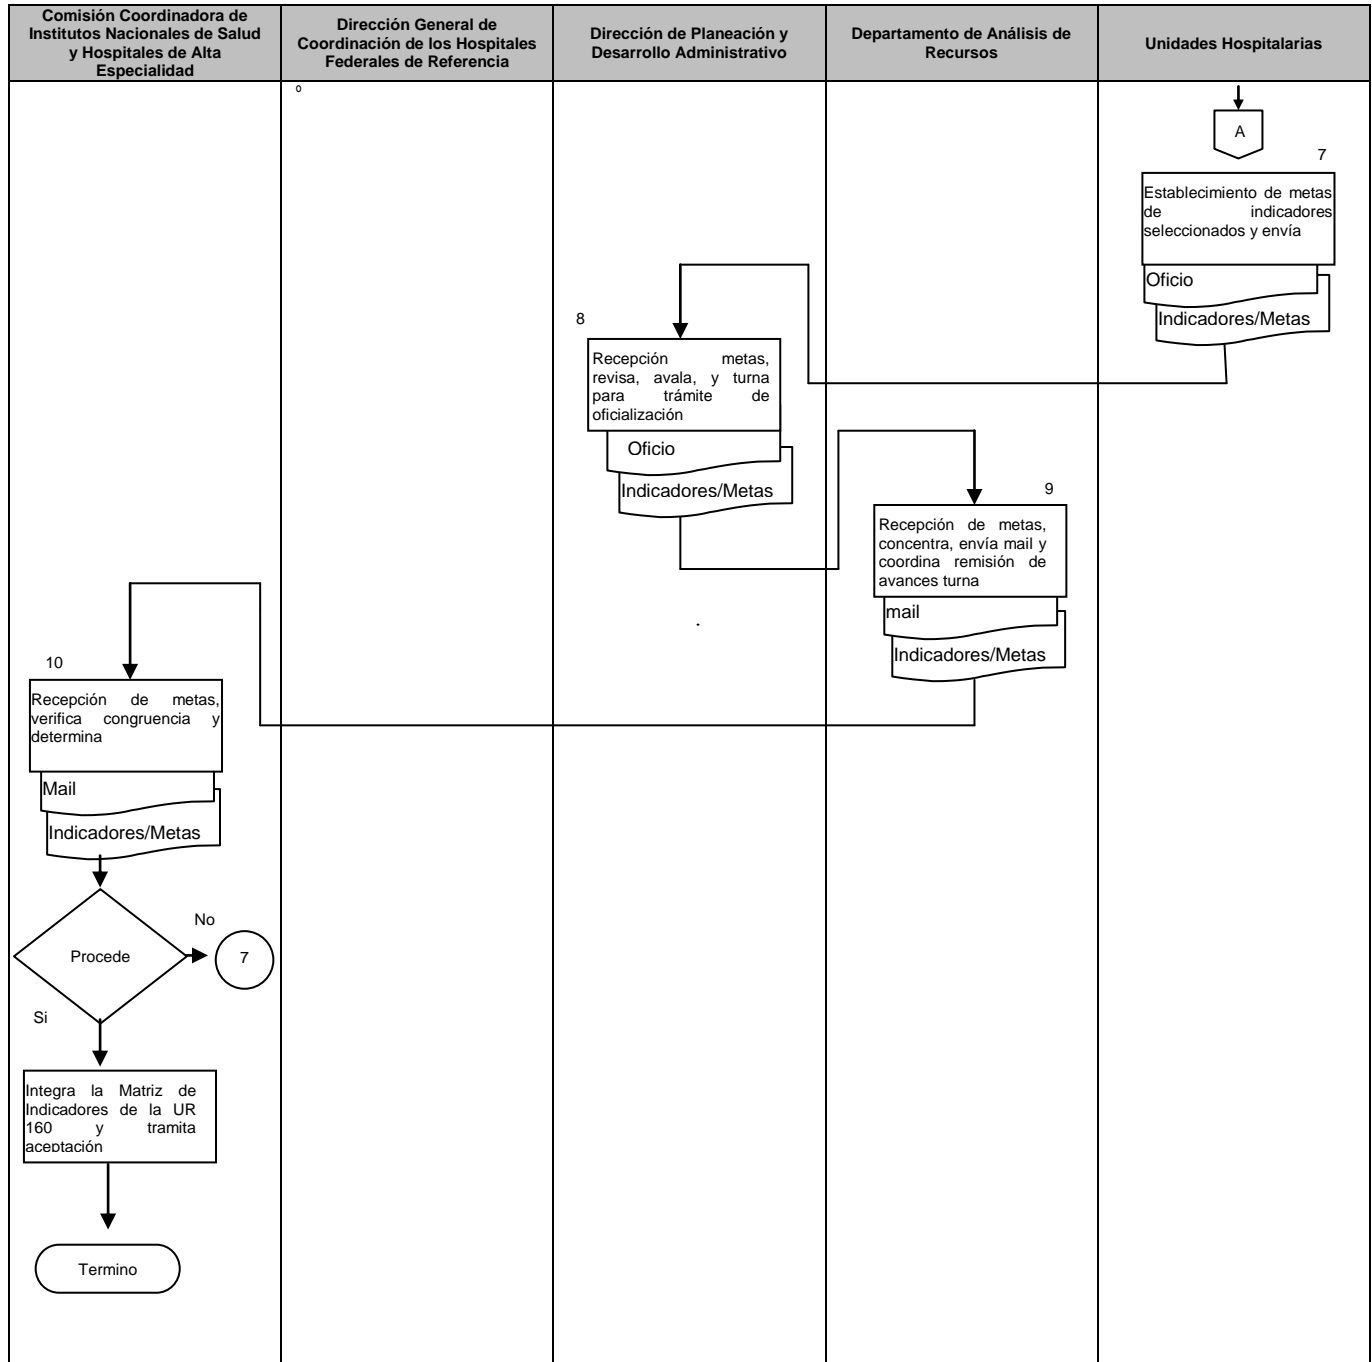 Comisión Coordinadora de
Institutos Nacionales de Salud
y Hospitales de Alta
Especialidad
Dirección General de
Coordinación de los Hospitales
Federales de Referencia
Dirección de Planeación y
Desarrollo Administrativo
Departamento de Análisis de
Recursos
Unidades Hospitalarias
º
A
7
Establecimiento de metas
de indicadores
seleccionados y envía
Oficio
Indicadores/Metas
8
Recepción metas,
revisa, avala, y turna
para trámite de
oficialización
Oficio
Indicadores/Metas
9
Recepción de metas,
concentra, envía mail y
coordina remisión de
avances turna
mail
Indicadores/Metas
.
10
Recepción de metas,
verifica congruencia y
determina
Mail
Indicadores/Metas
Procede
No
7
Si
Integra la Matriz de
Indicadores de la UR
160 y tramita
aceptación
Termino